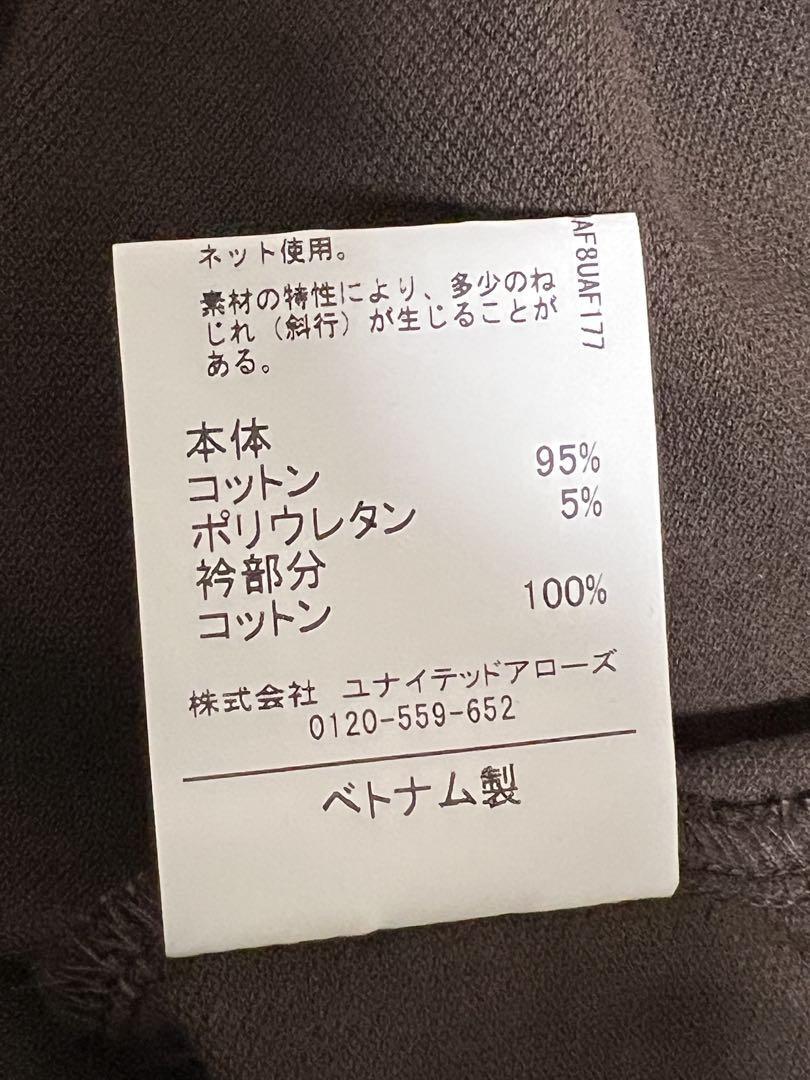 ネット使用。
素材の特性により、多少のね
じれ（斜行）が生じることが
ある。
AF8UAF177
本体
コットン 95%
ポリウレタン 5%
衿部分
コットン 100%
株式会社 ユナイテッドアローズ
0120-559-652
ベトナム製